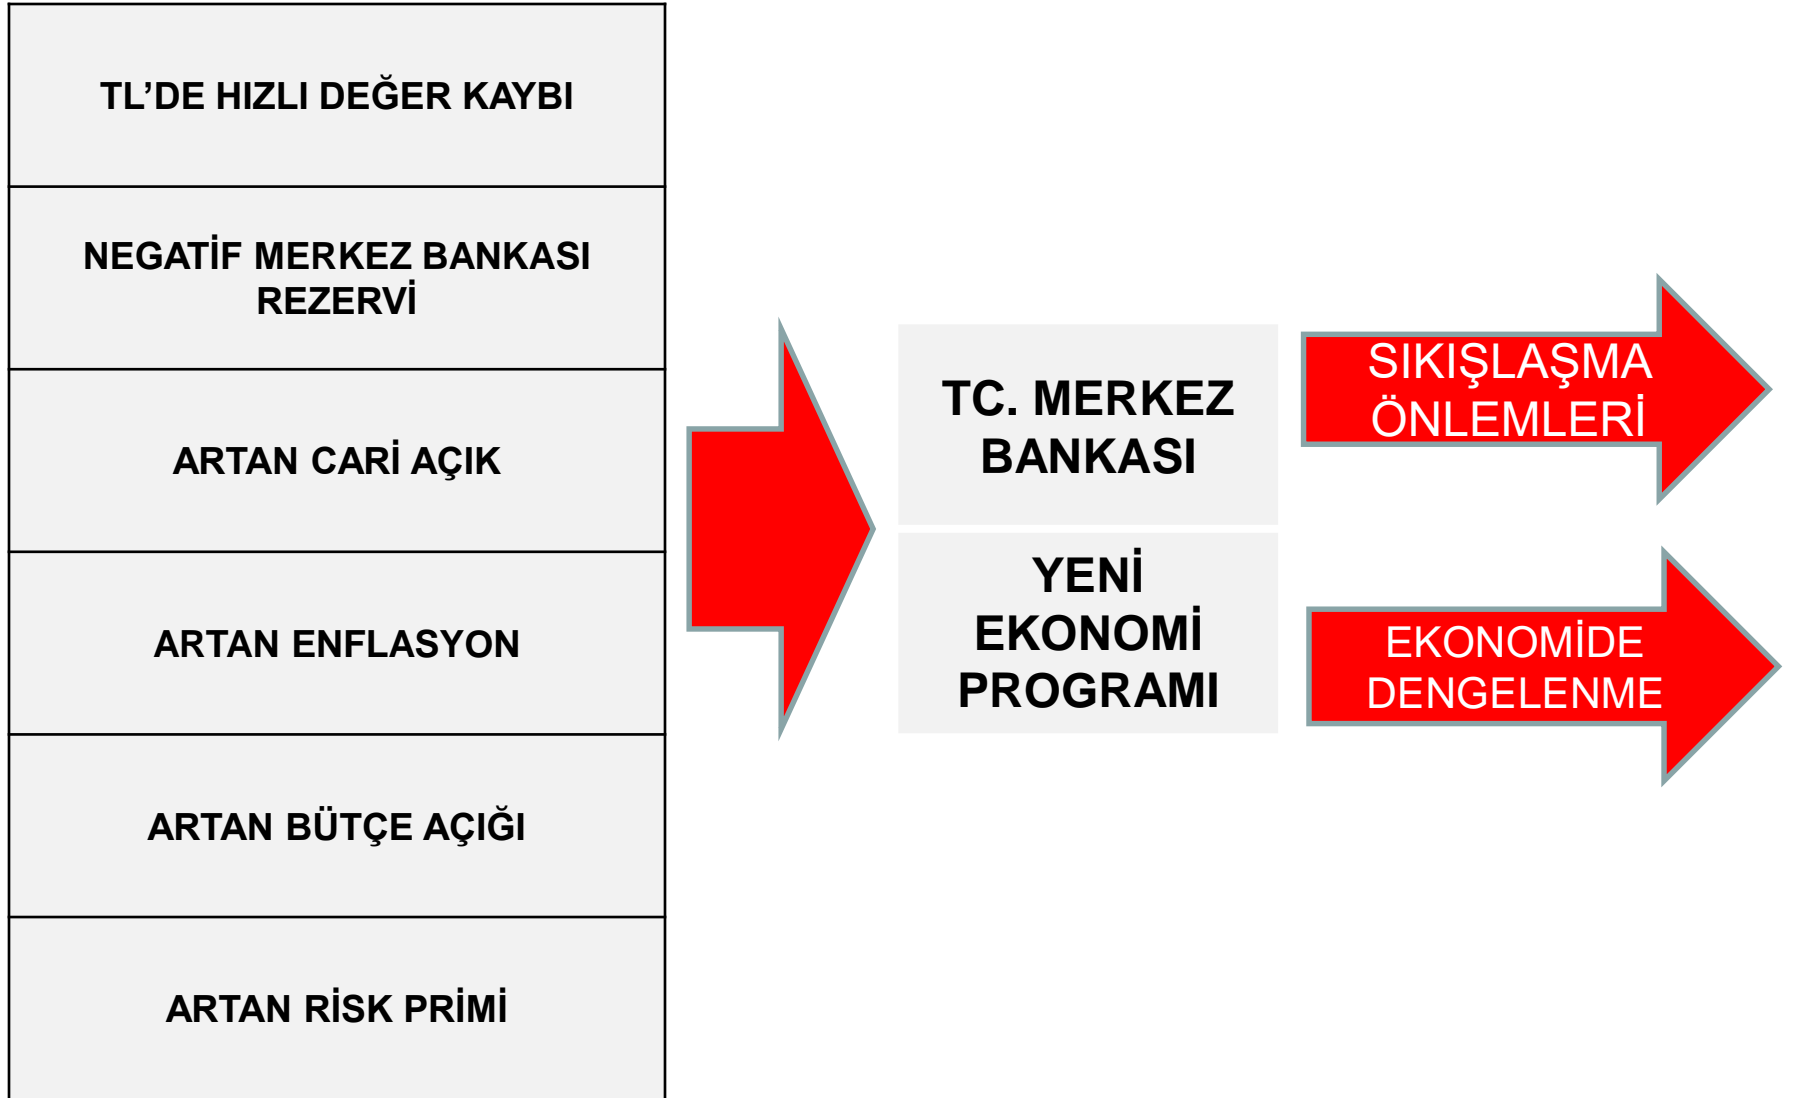 TL’DE HIZLI DEĞER KAYBI
NEGATİF MERKEZ BANKASI
REZERVİ
ARTAN CARİ AÇIK
ARTAN ENFLASYON
ARTAN BÜTÇE AÇIĞI
ARTAN RİSK PRİMİ
TC. MERKEZ
BANKASI
YENİ
EKONOMİ
PROGRAMI
SIKIŞLAŞMA
ÖNLEMLERİ
EKONOMİDE
DENGELENME